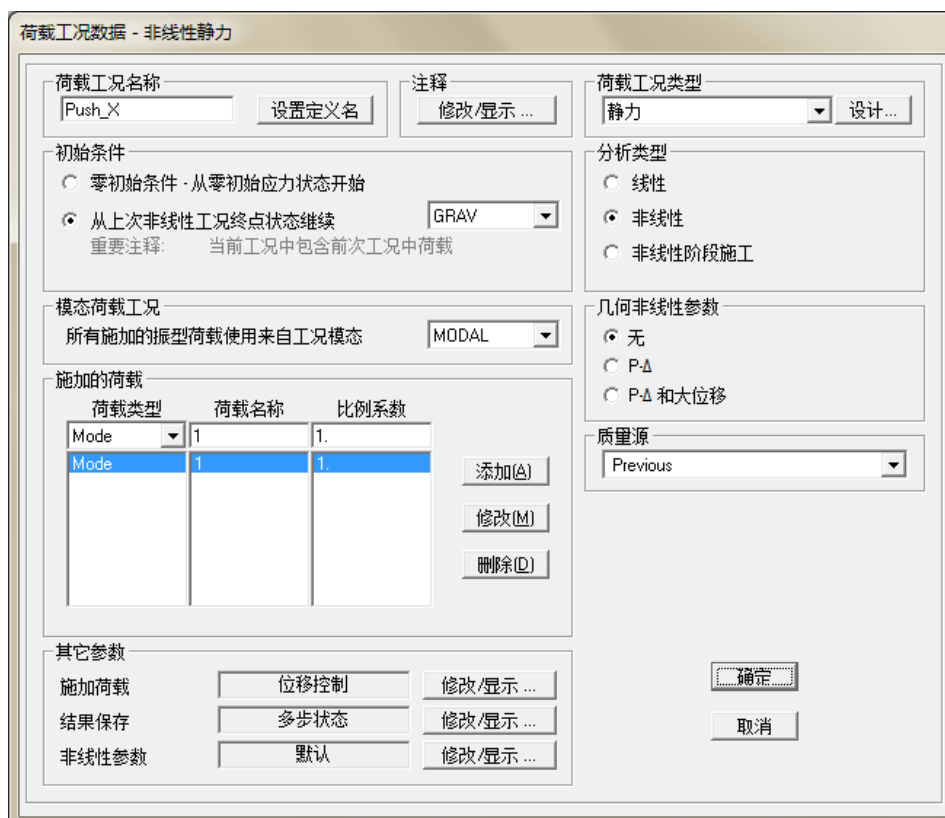 荷载工况数据 - 非线性静力
荷载工况名称
Push_X
设置定义名
注释
修改/显示 ...
荷载工况类型
静力
设计...
初始条件
零初始条件 - 从零初始应力状态开始
从上次非线性工况终点状态继续
GRAV
重要注释: 当前工况中包含前次工况中荷载
分析类型
线性
非线性
非线性阶段施工
模态荷载工况
所有施加的振型荷载使用来自工况模态
MODAL
几何非线性参数
无
P-Δ
P-Δ 和大位移
施加的荷载
荷载类型 荷载名称 比例系数
Mode 1 1.
Mode 1 1.
添加(A)
修改(M)
删除(D)
质量源
Previous
其它参数
施加荷载 位移控制 修改/显示 ...
结果保存 多步状态 修改/显示 ...
非线性参数 默认 修改/显示 ...
确定
取消